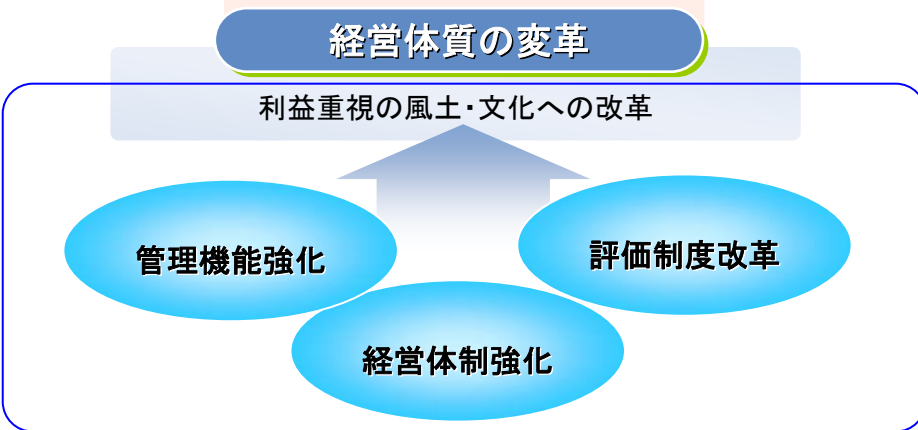 経営体質の変革
利益重視の風土・文化への改革
管理機能強化
評価制度改革
経営体制強化